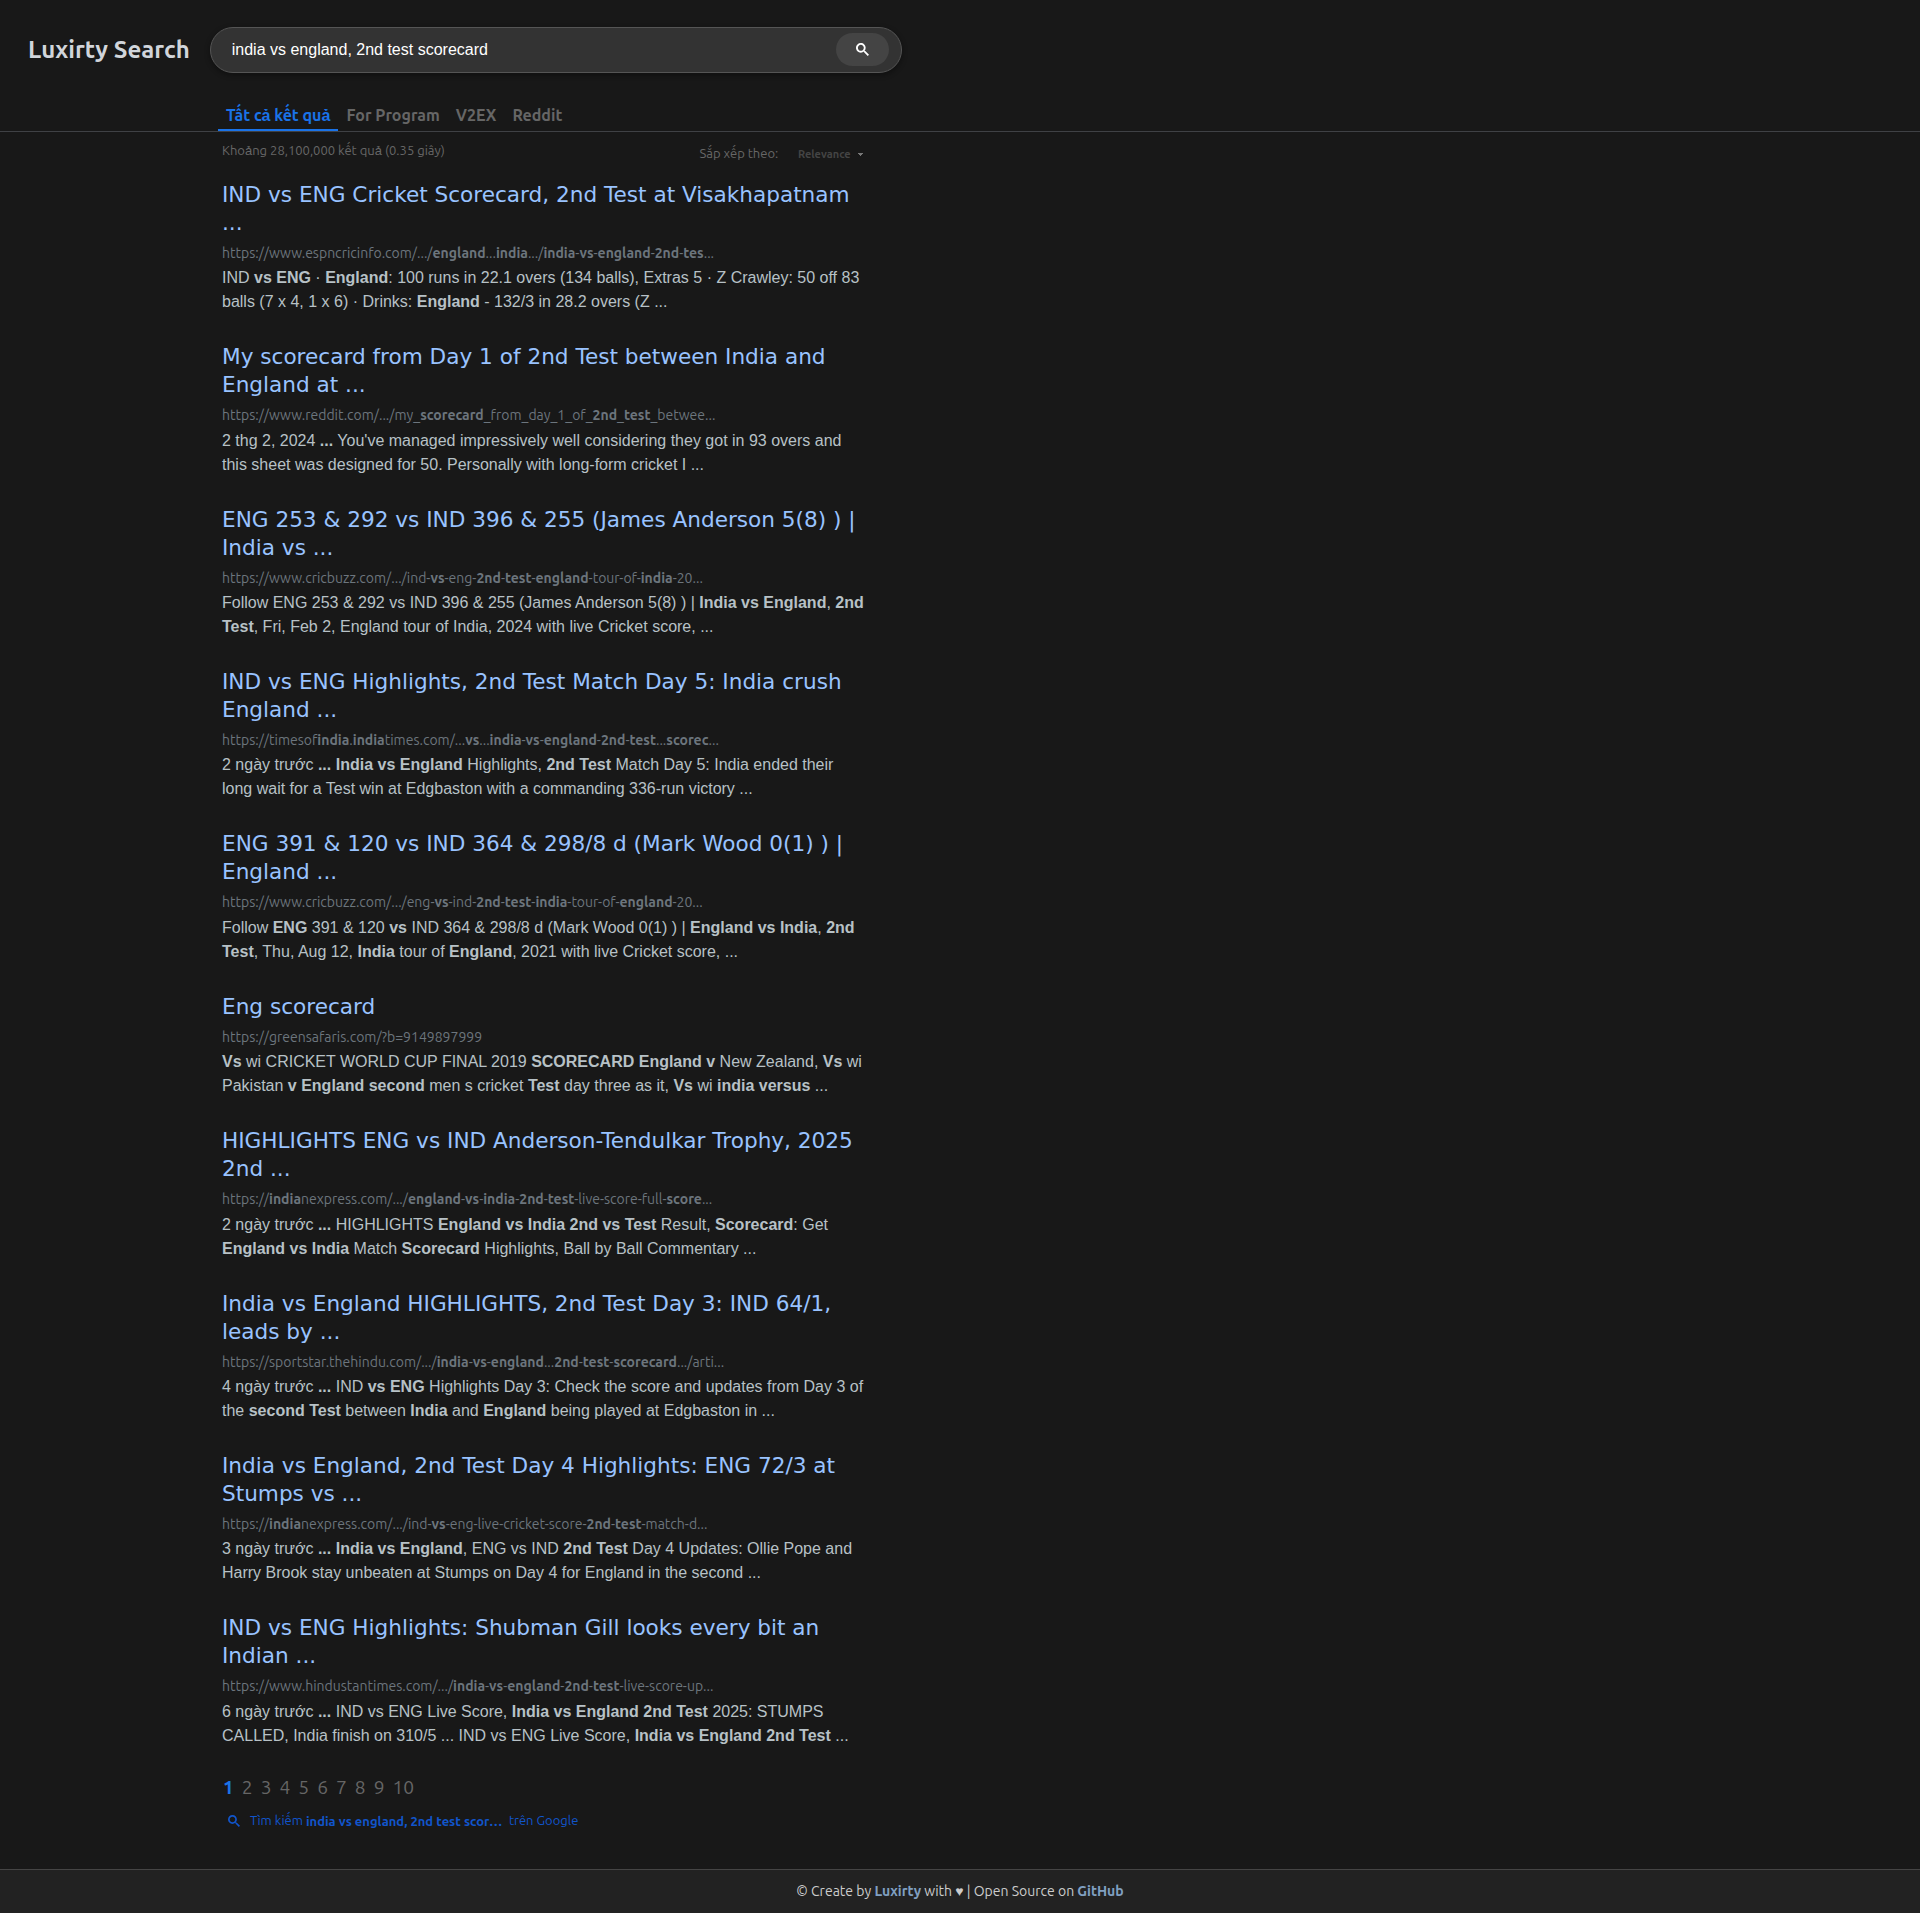 Luxirty Search
india vs england, 2nd test scorecard
Tất cả kết quả For Program V2EX Reddit
Khoảng 28,100,000 kết quả (0.35 giây)
Sắp xếp theo: Relevance
IND vs ENG Cricket Scorecard, 2nd Test at Visakhapatnam
...
https://www.espncricinfo.com/.../england...india.../india-vs-england-2nd-tes...
IND vs ENG · England: 100 runs in 22.1 overs (134 balls), Extras 5 · Z Crawley: 50 off 83
balls (7 x 4, 1 x 6) · Drinks: England - 132/3 in 28.2 overs (Z ...
My scorecard from Day 1 of 2nd Test between India and
England at ...
https://www.reddit.com/.../my_scorecard_from_day_1_of_2nd_test_betwee...
2 thg 2, 2024 ... You've managed impressively well considering they got in 93 overs and
this sheet was designed for 50. Personally with long-form cricket I ...
ENG 253 & 292 vs IND 396 & 255 (James Anderson 5(8) ) |
India vs ...
https://www.cricbuzz.com/.../ind-vs-eng-2nd-test-england-tour-of-india-20...
Follow ENG 253 & 292 vs IND 396 & 255 (James Anderson 5(8) ) | India vs England, 2nd
Test, Fri, Feb 2, England tour of India, 2024 with live Cricket score, ...
IND vs ENG Highlights, 2nd Test Match Day 5: India crush
England ...
https://timesofindia.indiatimes.com/...vs...india-vs-england-2nd-test...scorec...
2 ngày trước ... India vs England Highlights, 2nd Test Match Day 5: India ended their
long wait for a Test win at Edgbaston with a commanding 336-run victory ...
ENG 391 & 120 vs IND 364 & 298/8 d (Mark Wood 0(1) ) |
England ...
https://www.cricbuzz.com/.../eng-vs-ind-2nd-test-india-tour-of-england-20...
Follow ENG 391 & 120 vs IND 364 & 298/8 d (Mark Wood 0(1) ) | England vs India, 2nd
Test, Thu, Aug 12, India tour of England, 2021 with live Cricket score, ...
Eng scorecard
https://greensafaris.com/?b=9149897999
Vs wi CRICKET WORLD CUP FINAL 2019 SCORECARD England v New Zealand, Vs wi
Pakistan v England second men s cricket Test day three as it, Vs wi india versus ...
HIGHLIGHTS ENG vs IND Anderson-Tendulkar Trophy, 2025
2nd ...
https://indianexpress.com/.../england-vs-india-2nd-test-live-score-full-score...
2 ngày trước ... HIGHLIGHTS England vs India 2nd vs Test Result, Scorecard: Get
England vs India Match Scorecard Highlights, Ball by Ball Commentary ...
India vs England HIGHLIGHTS, 2nd Test Day 3: IND 64/1,
leads by ...
https://sportstar.thehindu.com/.../india-vs-england...2nd-test-scorecard.../arti...
4 ngày trước ... IND vs ENG Highlights Day 3: Check the score and updates from Day 3 of
the second Test between India and England being played at Edgbaston in ...
India vs England, 2nd Test Day 4 Highlights: ENG 72/3 at
Stumps vs ...
https://indianexpress.com/.../ind-vs-eng-live-cricket-score-2nd-test-match-d...
3 ngày trước ... India vs England, ENG vs IND 2nd Test Day 4 Updates: Ollie Pope and
Harry Brook stay unbeaten at Stumps on Day 4 for England in the second ...
IND vs ENG Highlights: Shubman Gill looks every bit an
Indian ...
https://www.hindustantimes.com/.../india-vs-england-2nd-test-live-score-up...
6 ngày trước ... IND vs ENG Live Score, India vs England 2nd Test 2025: STUMPS
CALLED, India finish on 310/5 ... IND vs ENG Live Score, India vs England 2nd Test ...
1 2 3 4 5 6 7 8 9 10
Tìm kiếm india vs england, 2nd test scor... trên Google
© Create by Luxirty with ♥ | Open Source on GitHub